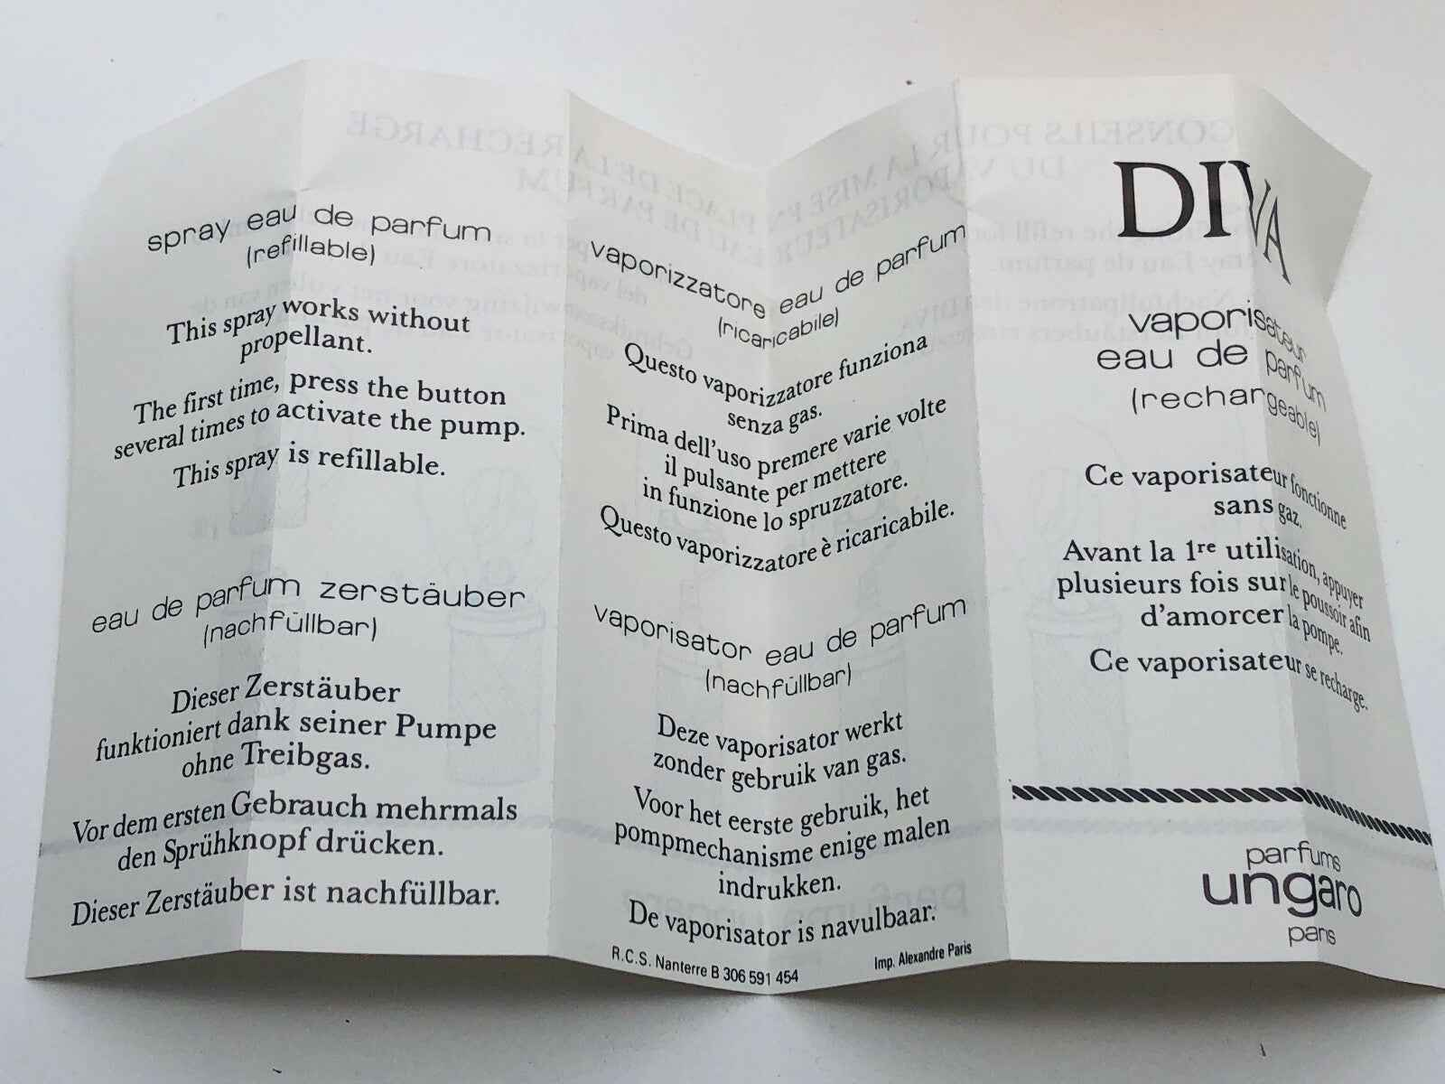 spray eau de parfum
(refillable)
This spray works without
propellant.
The first time, press the button
several times to activate the pump.
This spray is refillable.
eau de parfum zerstäuber
(nachfüllbar)
Dieser Zerstäuber
funktioniert dank seiner Pumpe
ohne Treibgas.
Vor dem ersten Gebrauch mehrmals
den Sprühknopf drücken.
Dieser Zerstäuber ist nachfüllbar.
vaporizzatore eau de parfum
(ricaricabile)
Questo vaporizzatore funziona
senza gas.
Prima dell'uso premere varie volte
il pulsante per mettere
in funzione lo spruzzatore.
Questo vaporizzatore è ricaricabile.
vaporisator eau de parfum
(nachfüllbar)
Deze vaporisator werkt
zonder gebruik van gas.
Voor het eerste gebruik, het
pompmechanisme enige malen
indrukken.
De vaporisator is navulbaar.
R.C.S. Nanterre B 306 591 454
Imp. Alexandre Paris
DIVA
vaporisateur
eau de parfum
(rechargeable)
Ce vaporisateur fonctionne
sans gaz.
Avant la 1re utilisation, appuyer
plusieurs fois sur le poussoir afin
d'amorcer la pompe.
Ce vaporisateur se recharge.
parfums
ungaro
paris